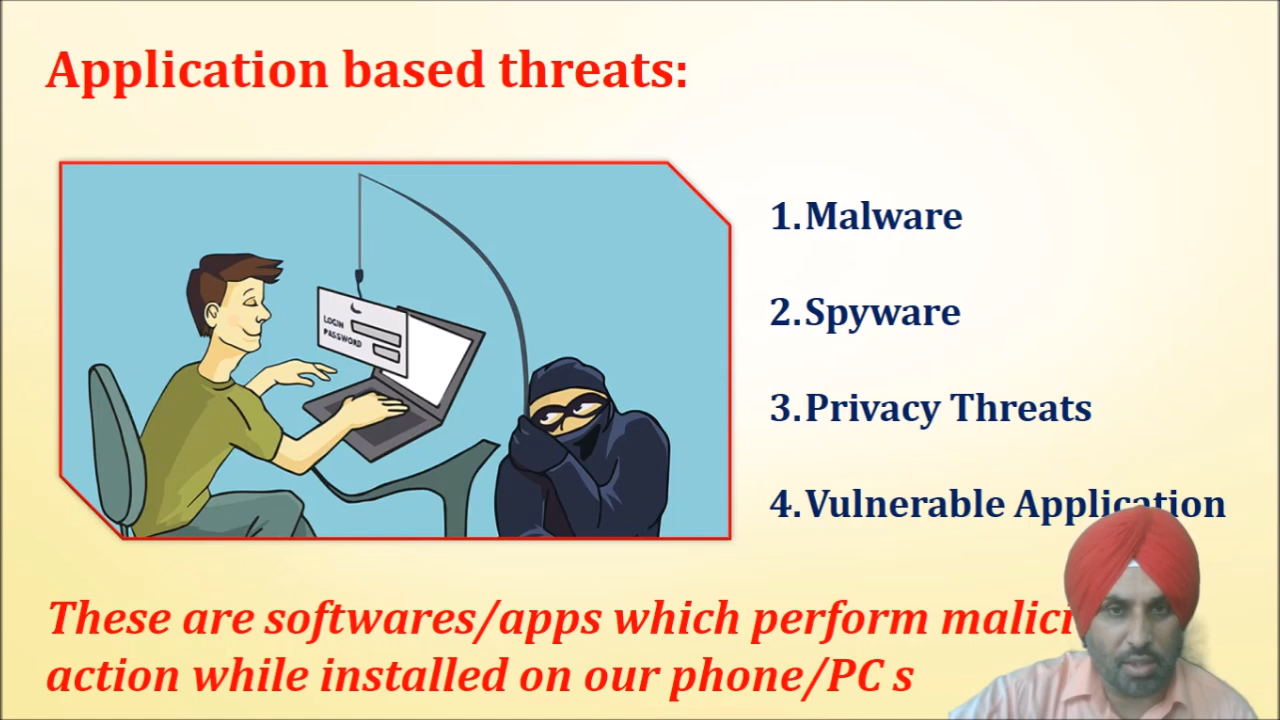 Application based threats:
LOGIN
PASSWORD
1.Malware
2.Spyware
3.Privacy Threats
4.Vulnerable Application
These are softwares/apps which perform
action while installed on our phone/PC s